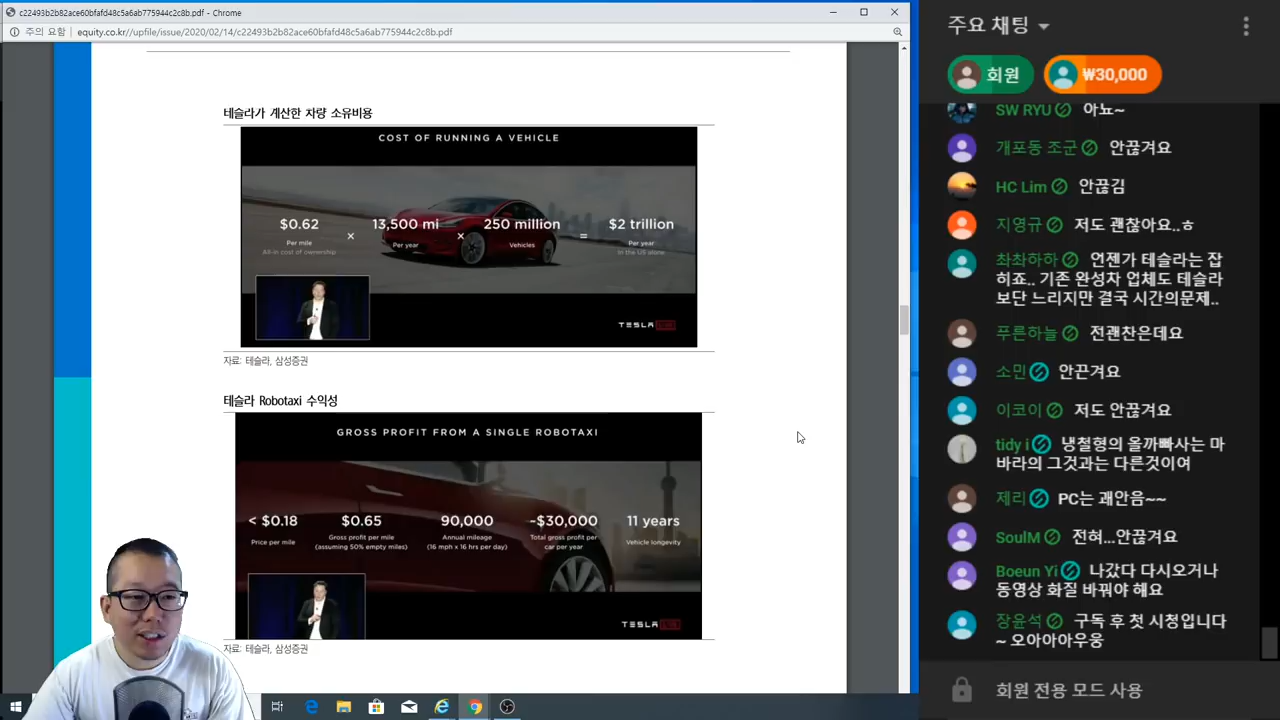 c22493b2b82ace60bfafd48c5a6ab775944c2c8b.pdf - Chrome
주의 요함
equity.co.kr/upfile/issue/2020/02/14/c22493b2b82ace60bfafd48c5a6ab775944c2c8b.pdf
테슬라가 계산한 차량 소유비용
COST OF RUNNING A VEHICLE
$0.62 × 13,500 mi × 250 million = $2 trillion
Per mile Per year Vehicles Per year
All-in cost of ownership in the US alone
TESLA LIVE
자료: 테슬라, 삼성증권
테슬라 Robotaxi 수익성
GROSS PROFIT FROM A SINGLE ROBOTAXI
< $0.18 $0.65 90,000 ~$30,000 11 years
Price per mile Gross profit per mile Annual mileage Total gross profit per Vehicle longevity
(assuming 50% empty miles) (16 mph x 16 hrs per day) car per year
TESLA LIVE
자료: 테슬라, 삼성증권
주요 채팅
회원 ₩30,000
SW RYU 아뇨~
개포동 조군 안끊겨요
HC Lim 안끊김
지영규 저도 괜찮아요..ㅎ
촤촤하하 언젠가 테슬라는 잡
히죠.. 기존 완성차 업체도 테슬라
보단 느리지만 결국 시간의문제..
푸른하늘 전괜찬은데요
소민 안끈겨요
이코이 저도 안끊겨요
tidy i 냉철형의 올까빠사는 마
바라의 그것과는 다른것이여
제리 PC는 괘안음~~
SoulM 전혀...안끊겨요
Boeun Yi 나갔다 다시오거나
동영상 화질 바꿔야 해요
장윤석 구독 후 첫 시청입니다
~ 오아아아우웅
회원 전용 모드 사용